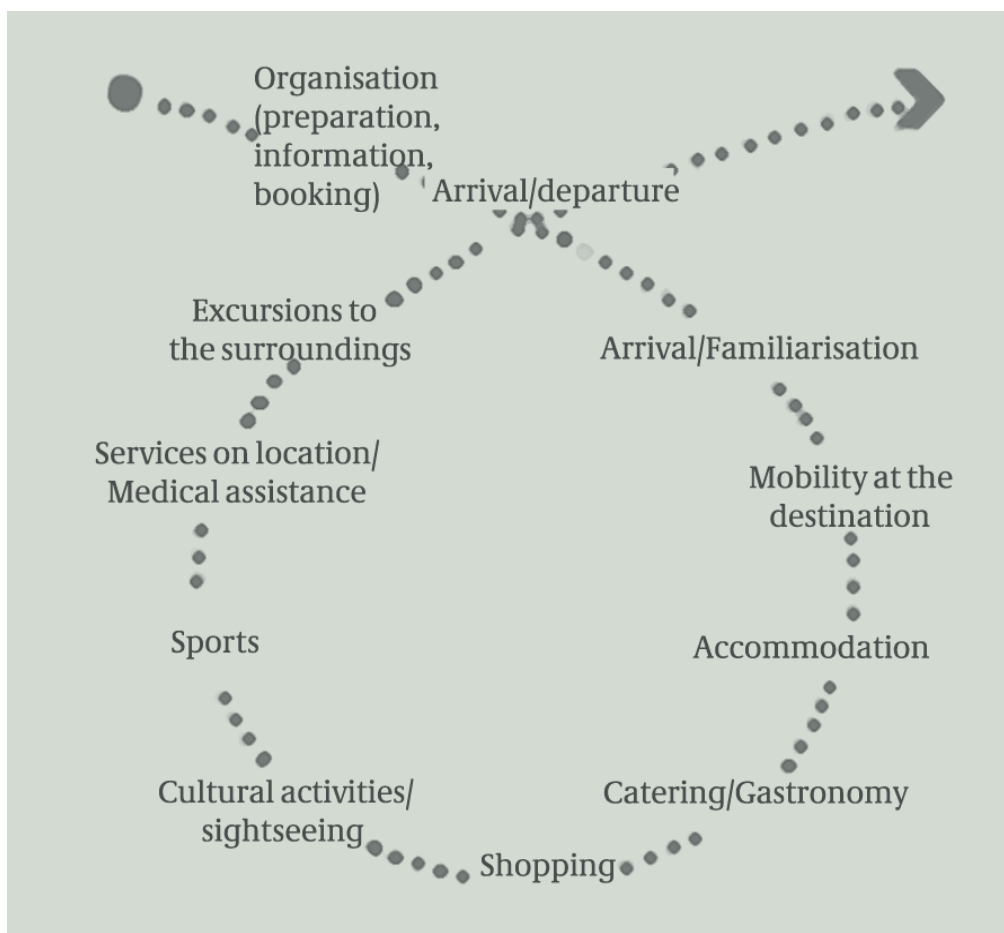 Organisation
(preparation,
information,
booking)
Arrival/departure
Arrival/Familiarisation
Mobility at the
destination
Accommodation
Catering/Gastronomy
Shopping
Cultural activities/
sightseeing
Sports
Services on location/
Medical assistance
Excursions to
the surroundings